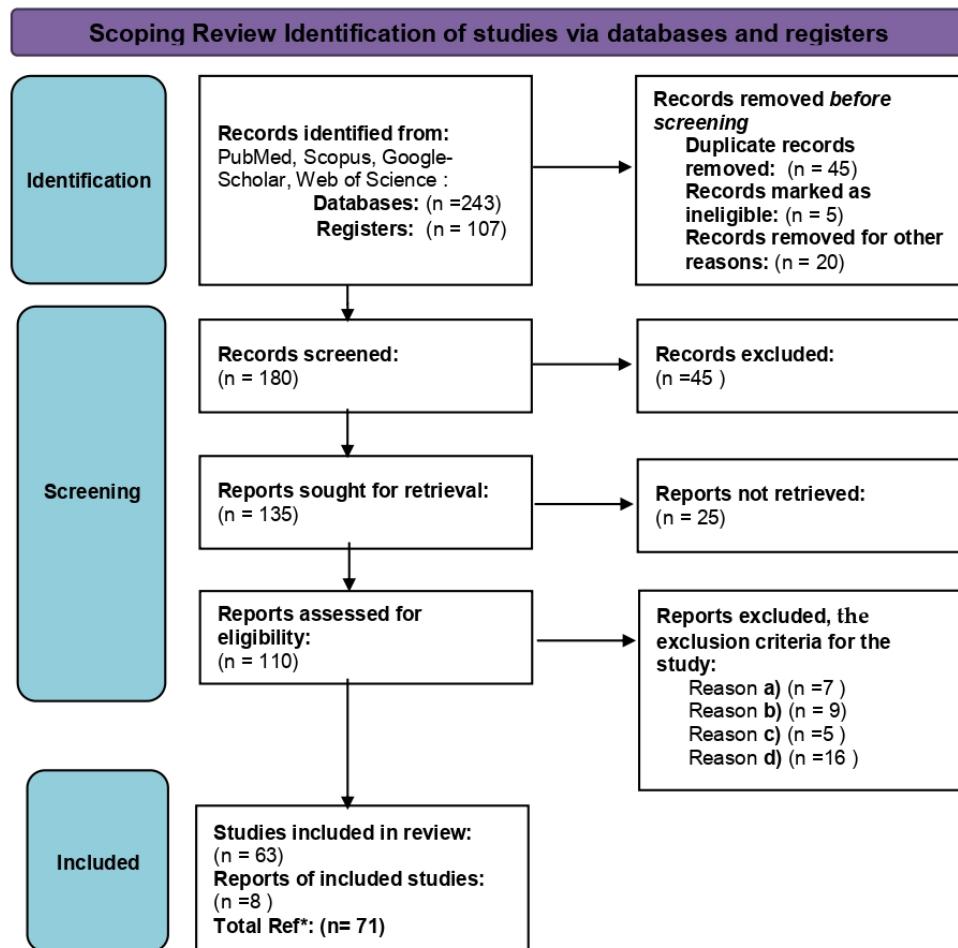 Scoping Review Identification of studies via databases and registers
Identification
Records identified from:
PubMed, Scopus, Google-
Scholar, Web of Science :
Databases: (n =243)
Registers: (n = 107)
Records removed before
screening
Duplicate records
removed: (n = 45)
Records marked as
ineligible: (n = 5)
Records removed for other
reasons: (n = 20)
Screening
Records screened:
(n = 180)
Records excluded:
(n =45 )
Reports sought for retrieval:
(n = 135)
Reports not retrieved:
(n = 25)
Reports assessed for
eligibility:
(n = 110)
Reports excluded, the
exclusion criteria for the
study:
Reason a) (n =7 )
Reason b) (n = 9)
Reason c) (n =5 )
Reason d) (n =16 )
Included
Studies included in review:
(n = 63)
Reports of included studies:
(n =8 )
Total Ref*: (n= 71)